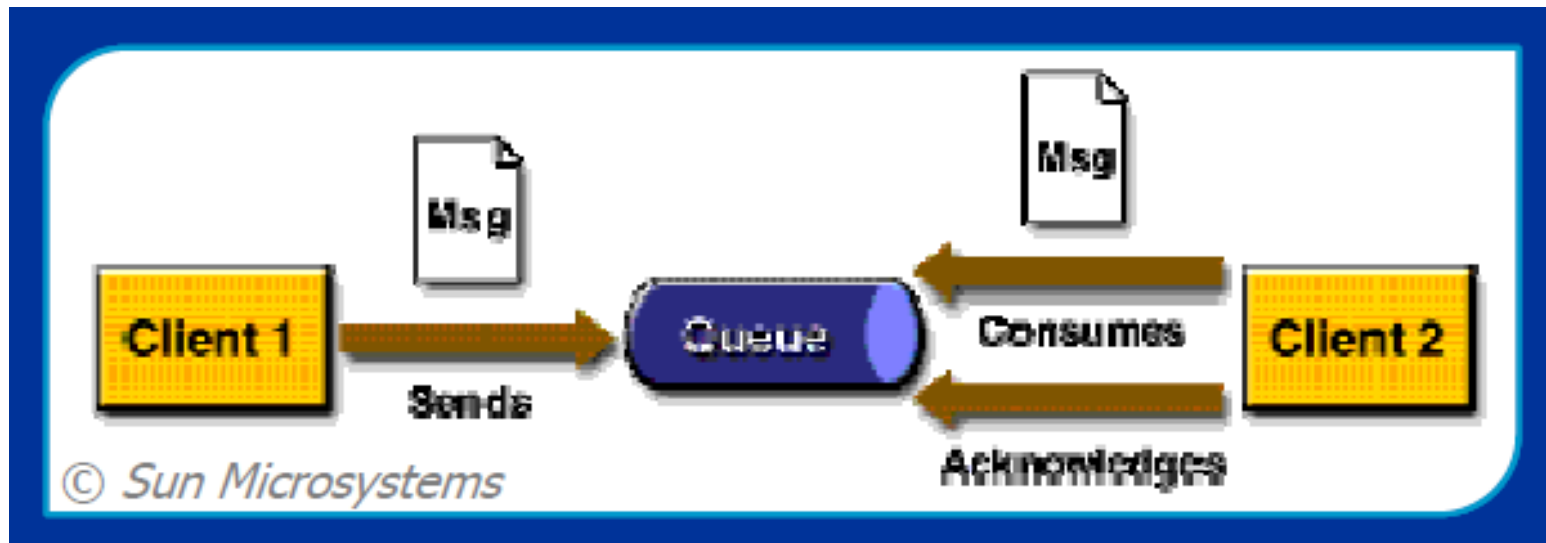 Msg
Msg
Client 1
Sends
Queue
Consumes
Acknowledges
Client 2
© Sun Microsystems